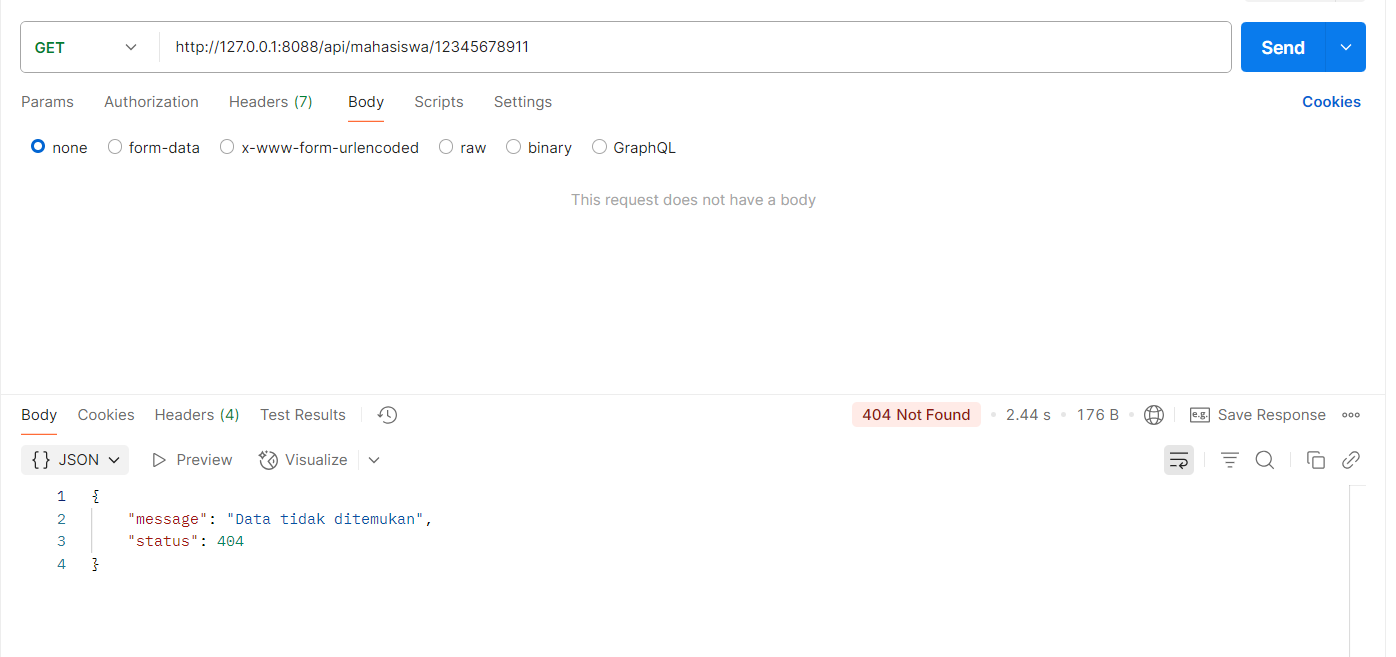 GET http://127.0.0.1:8088/api/mahasiswa/12345678911 Send
Params Authorization Headers (7) Body Scripts Settings Cookies
none form-data x-www-form-urlencoded raw binary GraphQL
This request does not have a body
Body Cookies Headers (4) Test Results 404 Not Found 2.44 s 176 B e.g. Save Response
{} JSON Preview Visualize
1 {
2 "message": "Data tidak ditemukan",
3 "status": 404
4 }